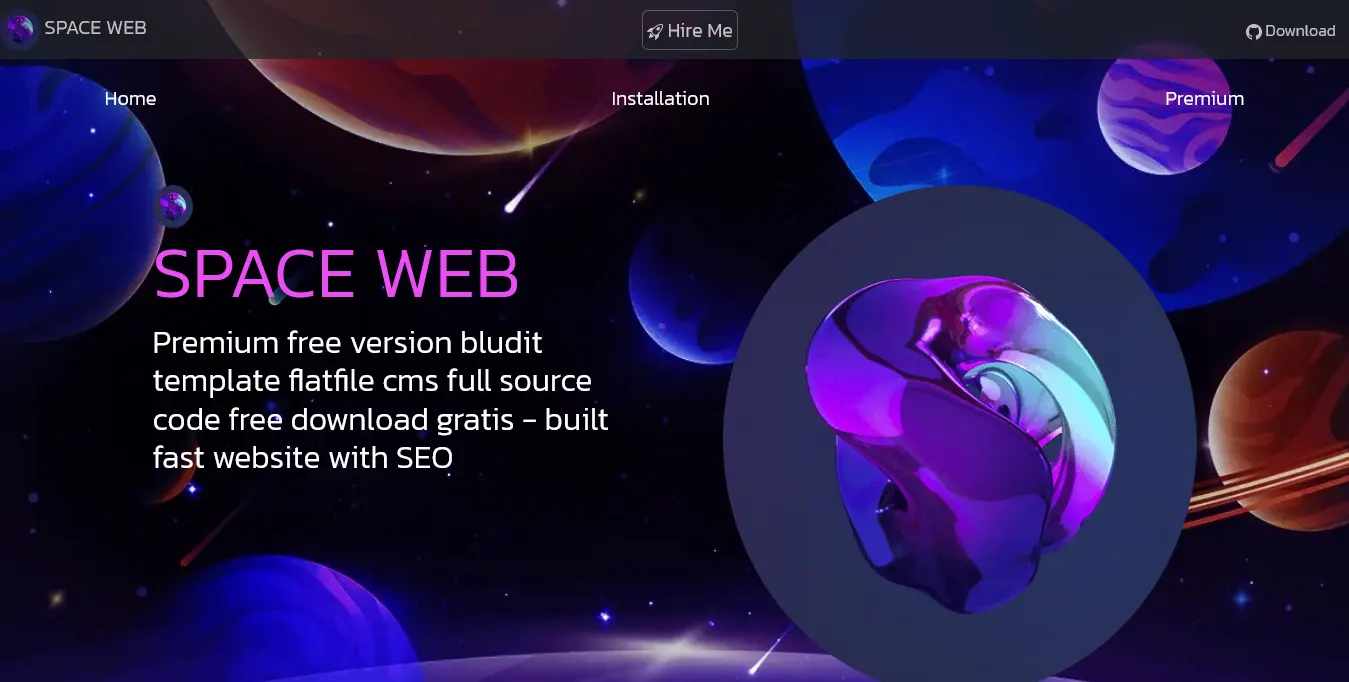 SPACE WEB
Hire Me
Download
Home
Installation
Premium
SPACE WEB
Premium free version bludit
template flatfile cms full source
code free download gratis - built
fast website with SEO